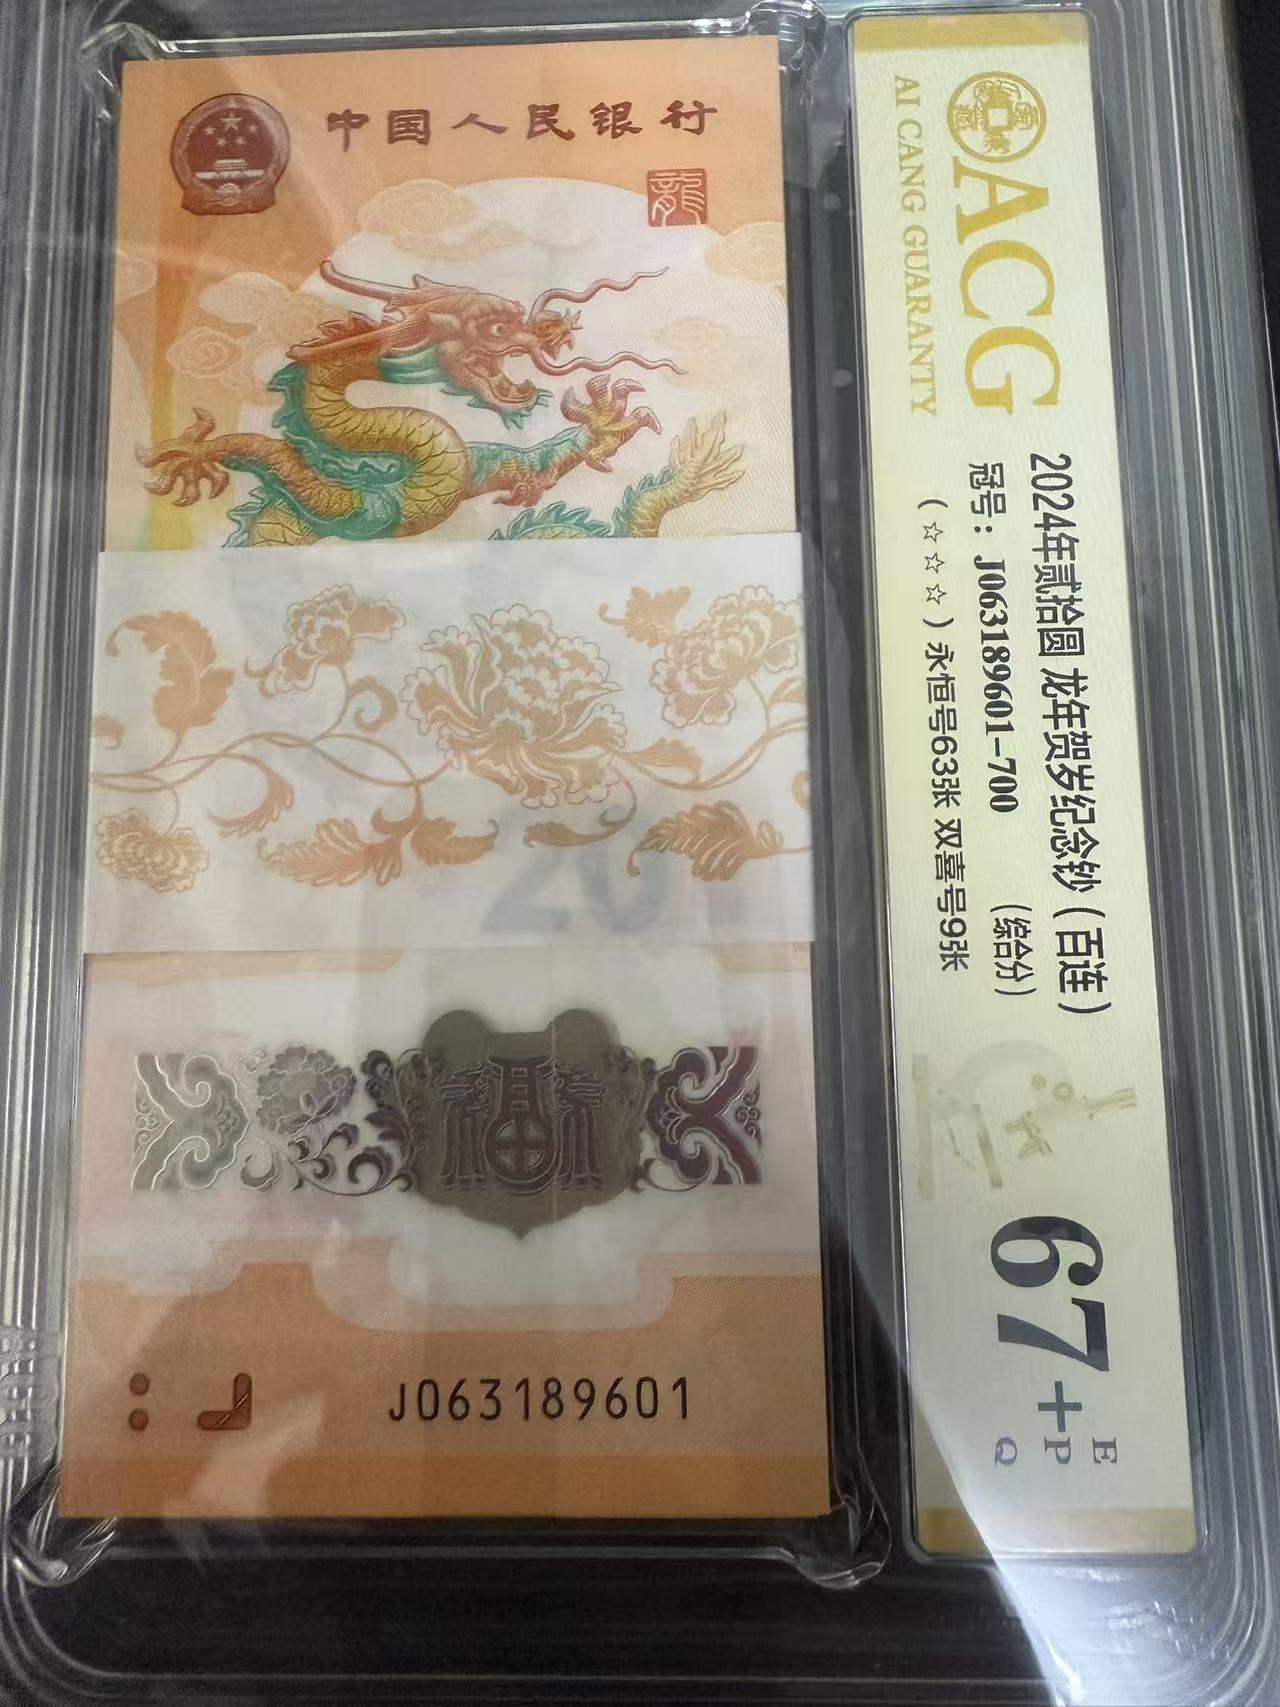 中国人民银行
龍
20
福
J063189601
ACG
AI CANG GUARANTY
2024年贰拾圆 龙年贺岁纪念钞（百连）
冠号：J063189601-700 （综合分）
（☆☆☆）永恒号63张 双喜号9张
67+
E
P
Q